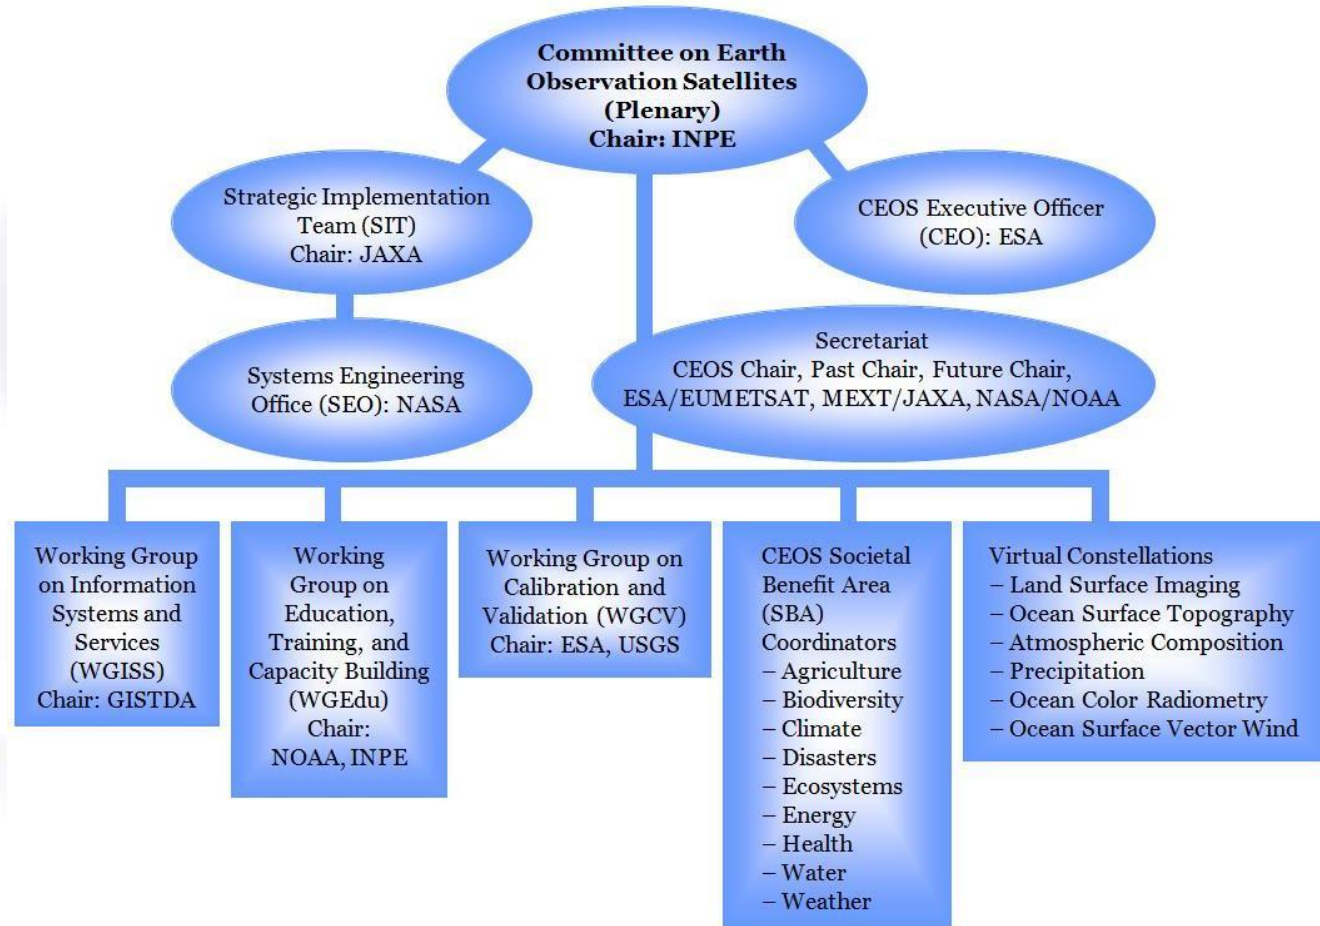 Committee on Earth
Observation Satellites
(Plenary)
Chair: INPE
Strategic Implementation
Team (SIT)
Chair: JAXA
CEOS Executive Officer
(CEO): ESA
Systems Engineering
Office (SEO): NASA
Secretariat
CEOS Chair, Past Chair, Future Chair,
ESA/EUMETSAT, MEXT/JAXA, NASA/NOAA
Working Group
on Information
Systems and
Services
(WGISS)
Chair: GISTDA
Working
Group on
Education,
Training, and
Capacity Building
(WGEdu)
Chair:
NOAA, INPE
Working Group on
Calibration and
Validation (WGCV)
Chair: ESA, USGS
CEOS Societal
Benefit Area
(SBA)
Coordinators
– Agriculture
– Biodiversity
– Climate
– Disasters
– Ecosystems
– Energy
– Health
– Water
– Weather
Virtual Constellations
– Land Surface Imaging
– Ocean Surface Topography
– Atmospheric Composition
– Precipitation
– Ocean Color Radiometry
– Ocean Surface Vector Wind